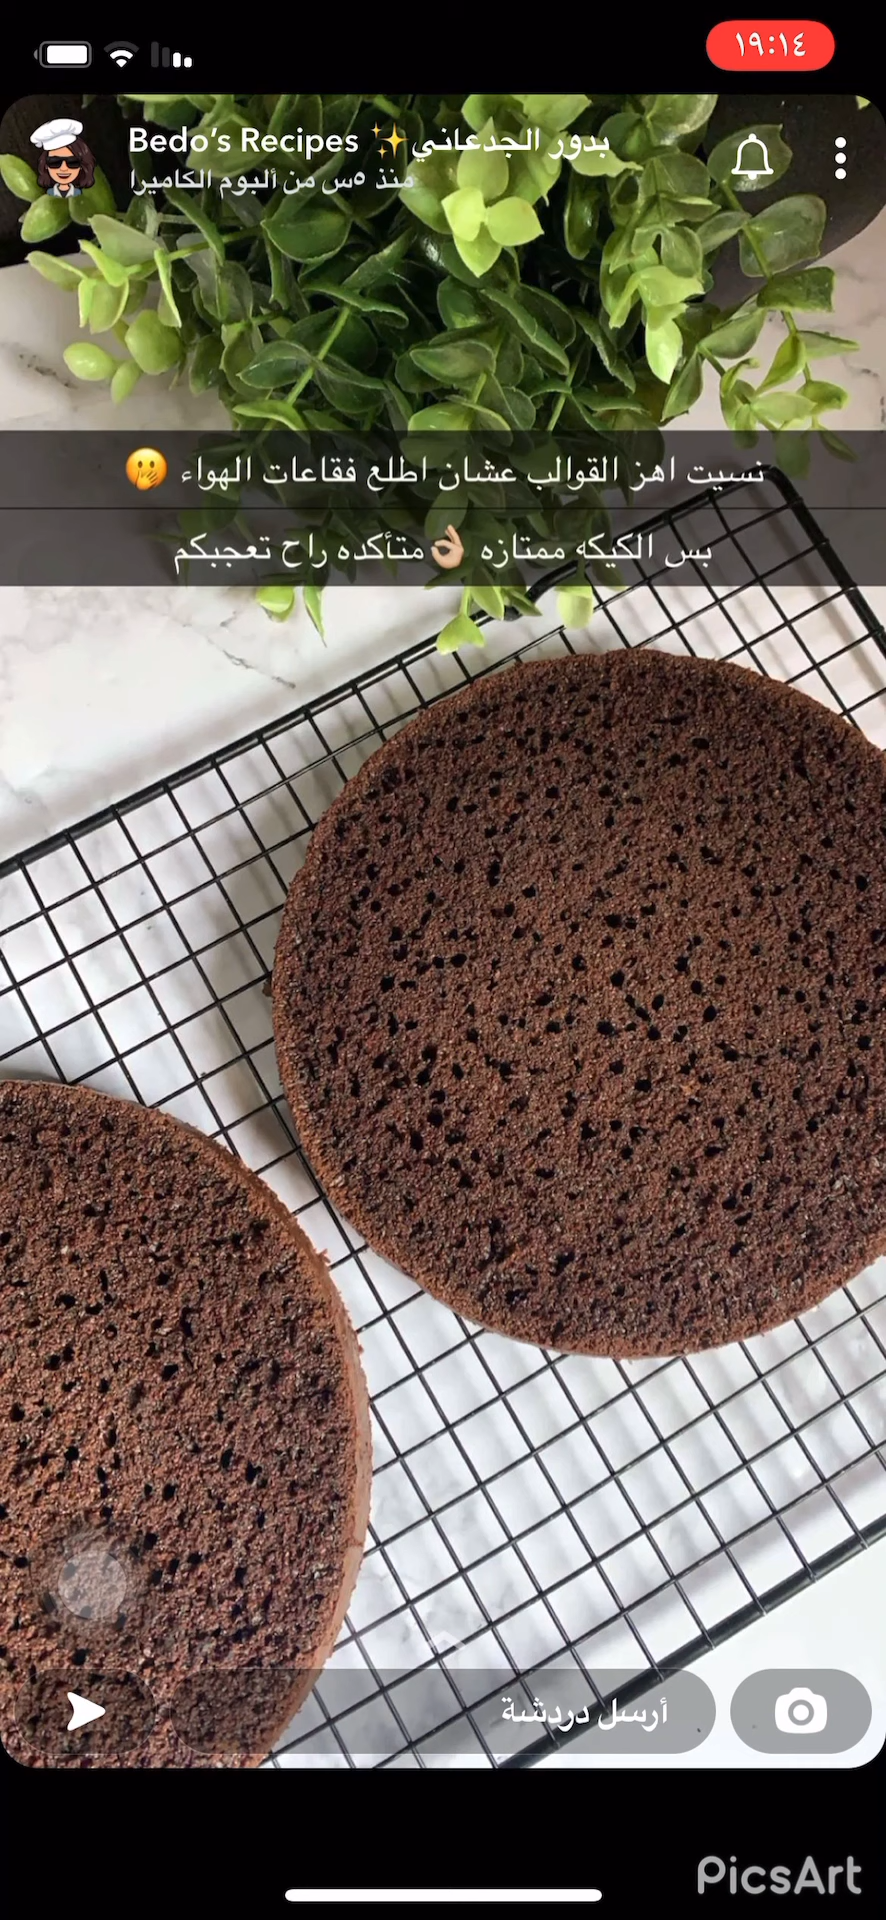 ١٩:١٤
Bedo's Recipes ✨بدور الجدعاني
منذ ٥س من ألبوم الكاميرا
نسيت اهز القوالب عشان اطلع فقاعات الهواء 🫢
بس الكيكه ممتازه 👌🏼متأكده راح تعجبكم
أرسل دردشة
PicsArt